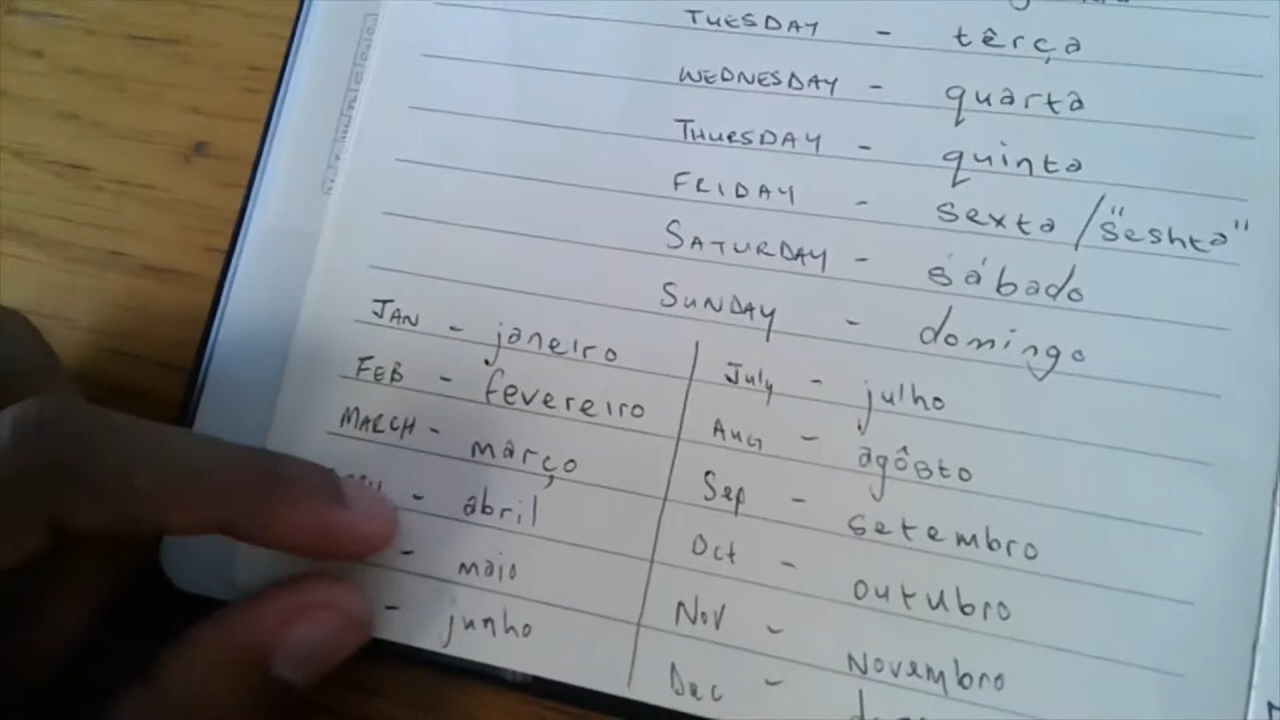 TUESDAY - têrça
WEDNESDAY - quarta
THURSDAY - quinta
FRIDAY - sexta / "seshta"
SATURDAY - sábado
SUNDAY - domingo
JAN - janeiro
FEB - fevereiro
MARCH - março
- abril
- maio
- junho
July - julho
AUG - agôsto
Sep - setembro
Oct - outubro
Nov - Novembro
Dec -